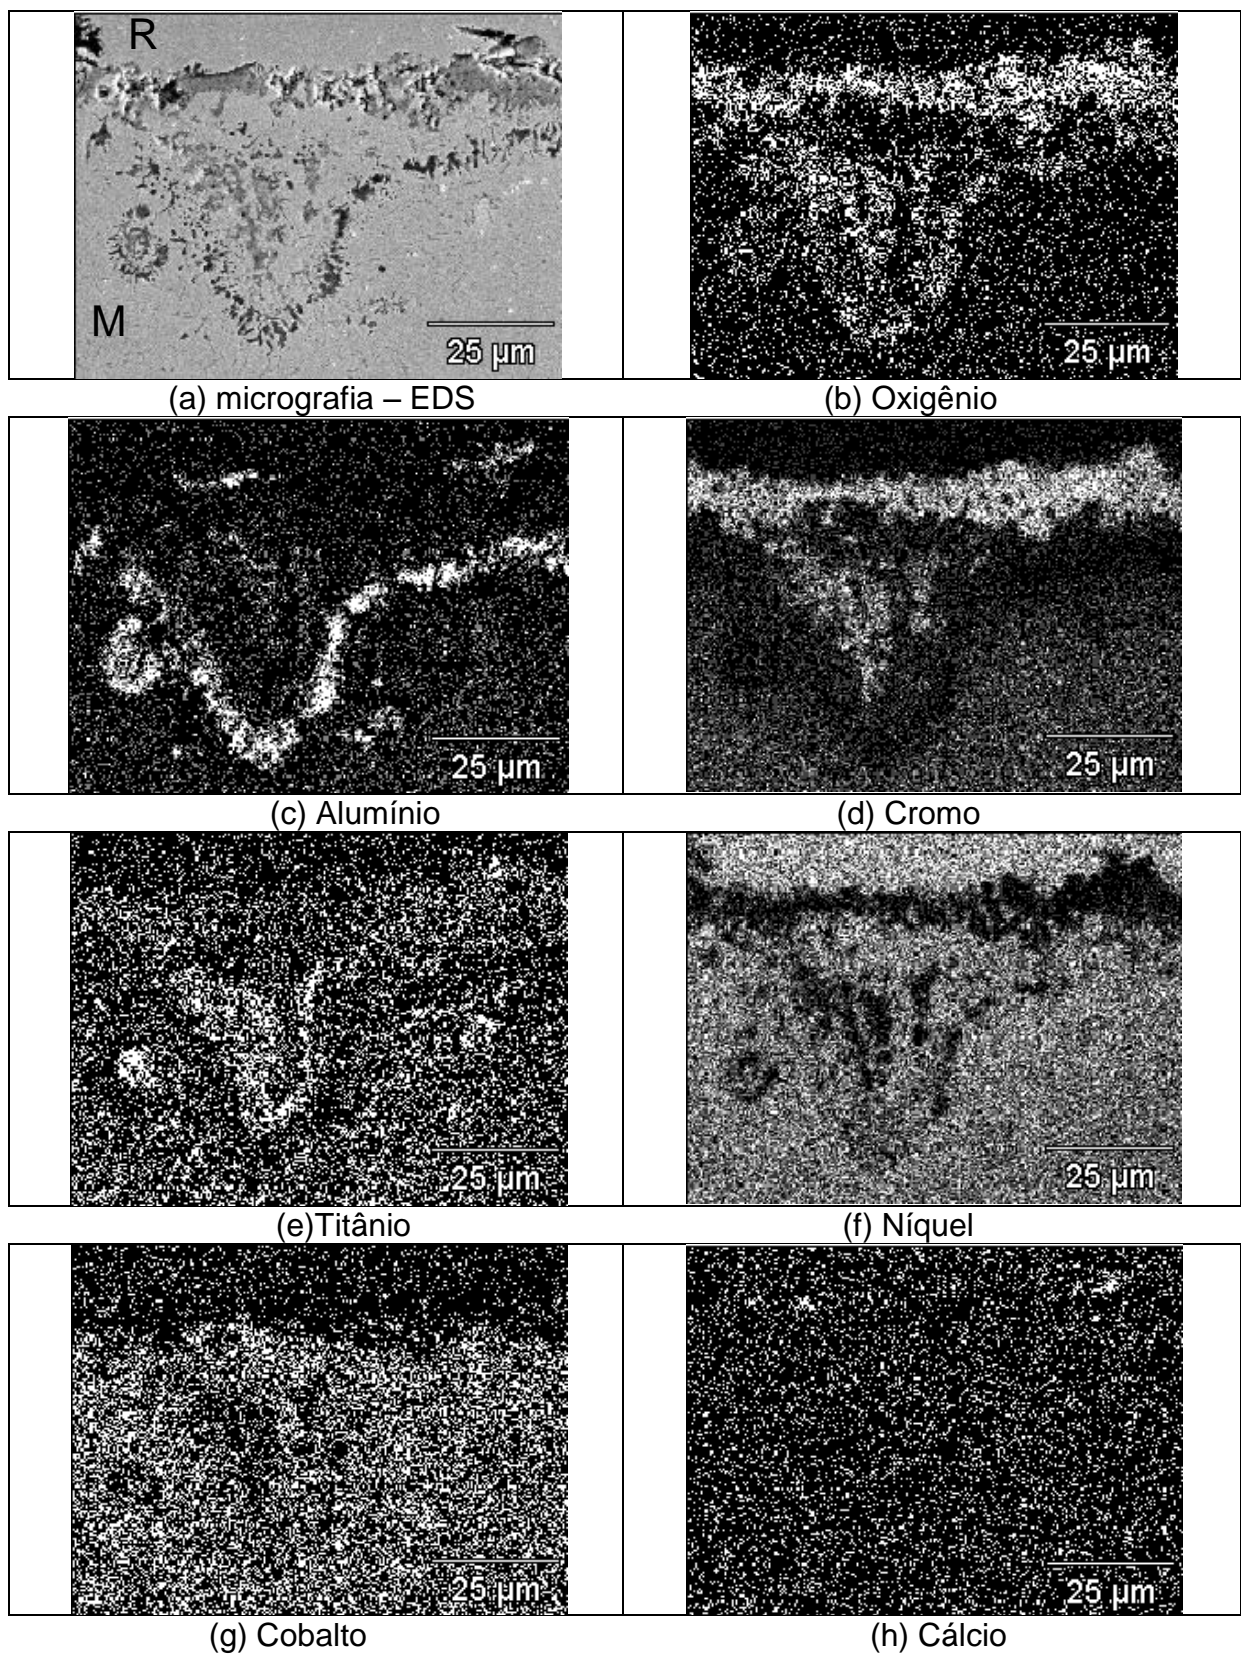 R
M
25 µm
25 µm
(a) micrografia – EDS
(b) Oxigênio
25 µm
25 µm
(c) Alumínio
(d) Cromo
25 µm
25 µm
(e)Titânio
(f) Níquel
25 µm
25 µm
(g) Cobalto
(h) Cálcio